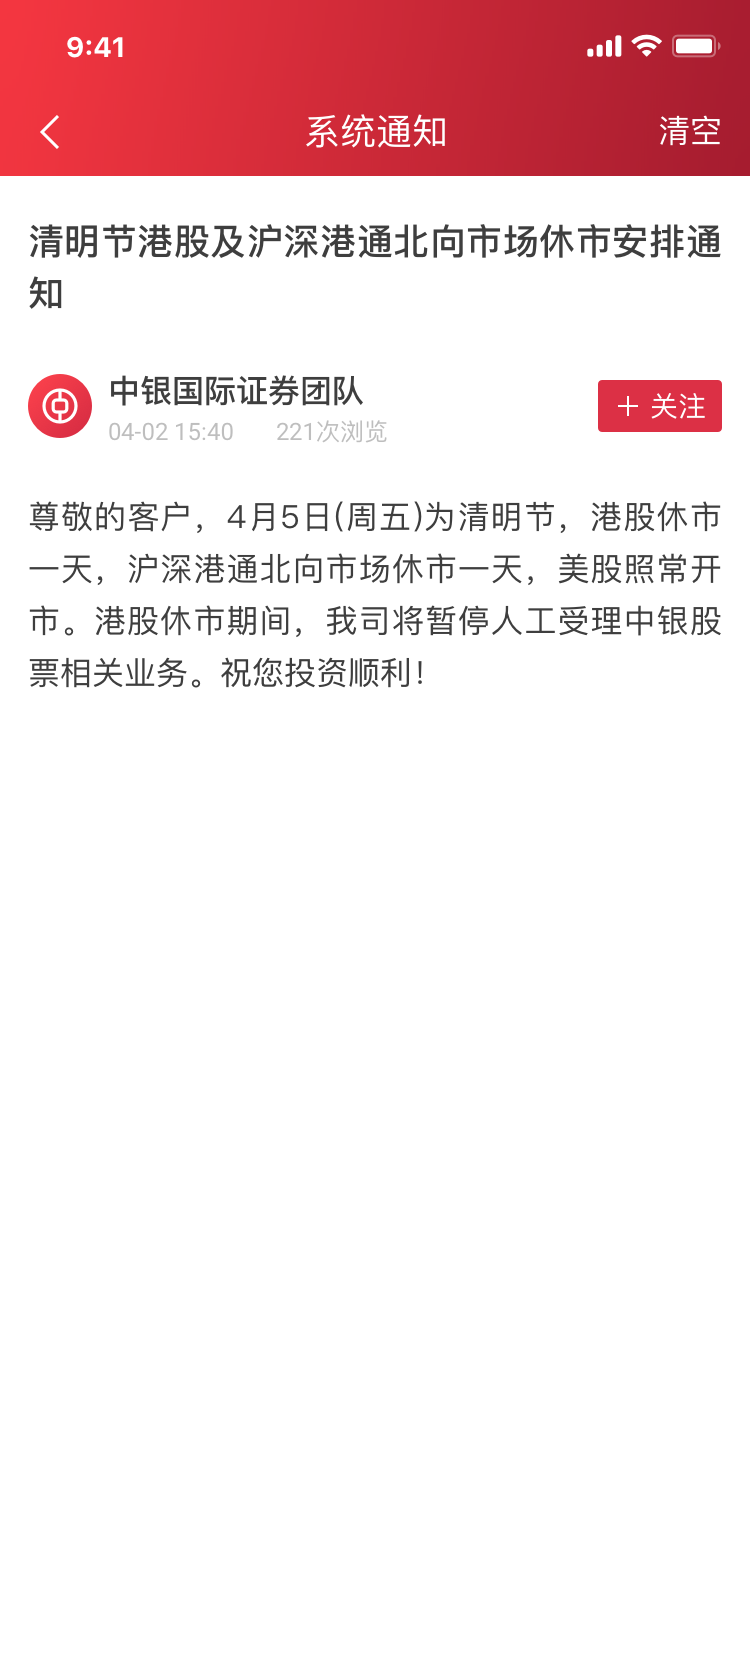 9:41
系统通知
清空
清明节港股及沪深港通北向市场休市安排通
知
中银国际证券团队
04-02 15:40 221次浏览
+ 关注
尊敬的客户，4月5日(周五)为清明节，港股休市
一天，沪深港通北向市场休市一天，美股照常开
市。港股休市期间，我司将暂停人工受理中银股
票相关业务。祝您投资顺利！